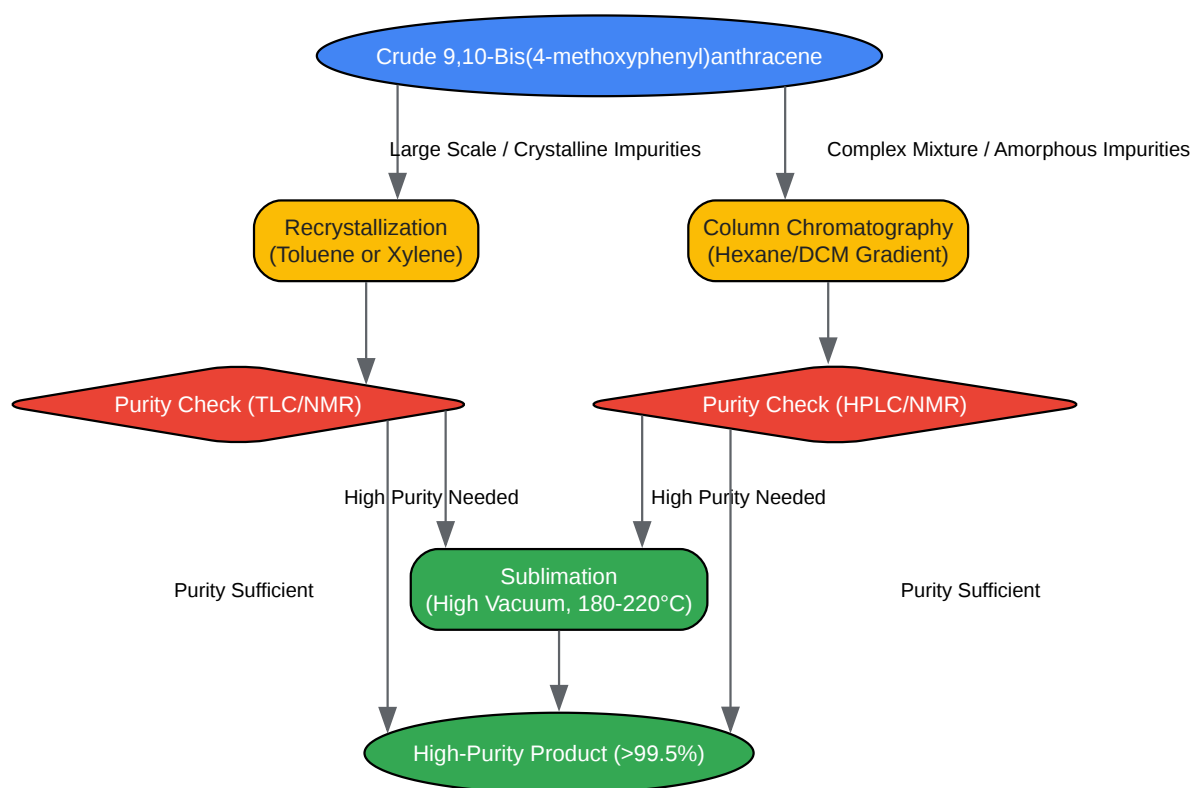 Crude 9,10-Bis(4-methoxyphenyl)anthracene
Large Scale / Crystalline Impurities
Complex Mixture / Amorphous Impurities
Recrystallization
(Toluene or Xylene)
Column Chromatography
(Hexane/DCM Gradient)
Purity Check (TLC/NMR)
Purity Check (HPLC/NMR)
High Purity Needed
High Purity Needed
Sublimation
(High Vacuum, 180-220°C)
Purity Sufficient
Purity Sufficient
High-Purity Product (>99.5%)